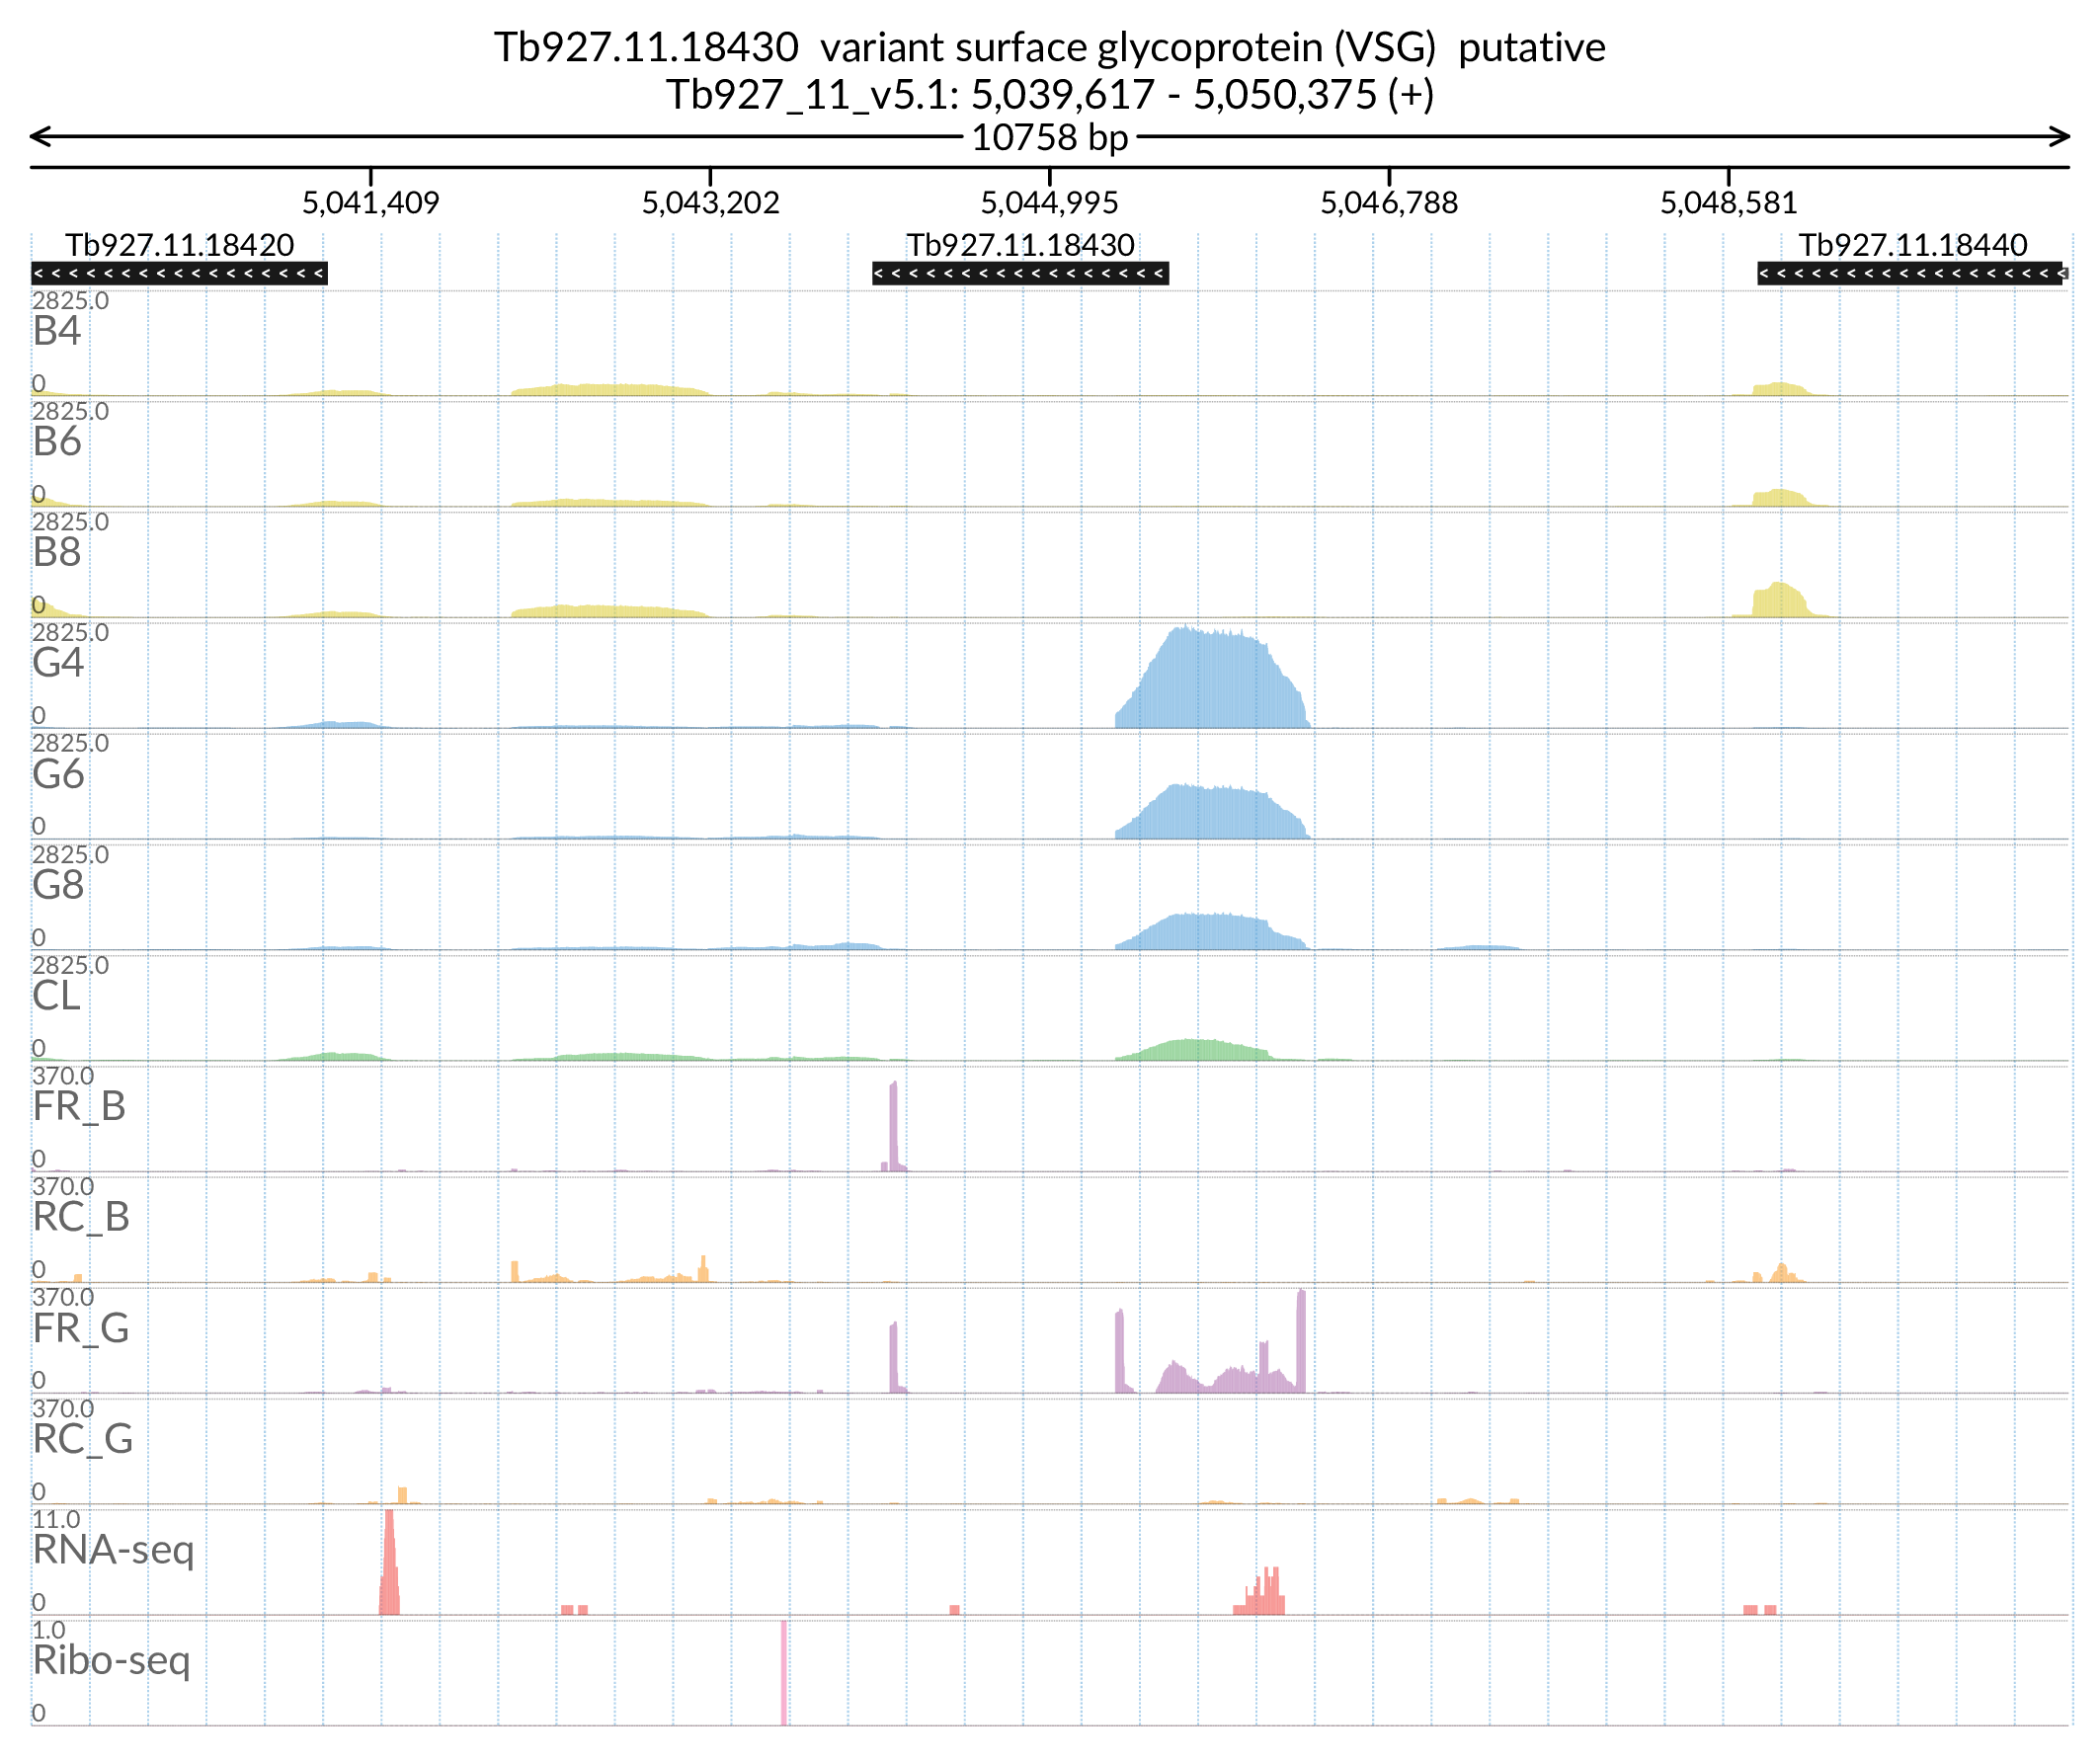 Tb927.11.18430  variant surface glycoprotein (VSG)  putative
Tb927_11_v5.1: 5,039,617 - 5,050,375 (+)
10758 bp
5,041,409 5,043,202 5,044,995 5,046,788 5,048,581
Tb927.11.18420 Tb927.11.18430 Tb927.11.18440
2825.0
B4
0
2825.0
B6
0
2825.0
B8
0
2825.0
G4
0
2825.0
G6
0
2825.0
G8
0
2825.0
CL
0
370.0
FR_B
0
370.0
RC_B
0
370.0
FR_G
0
370.0
RC_G
0
11.0
RNA-seq
0
1.0
Ribo-seq
0